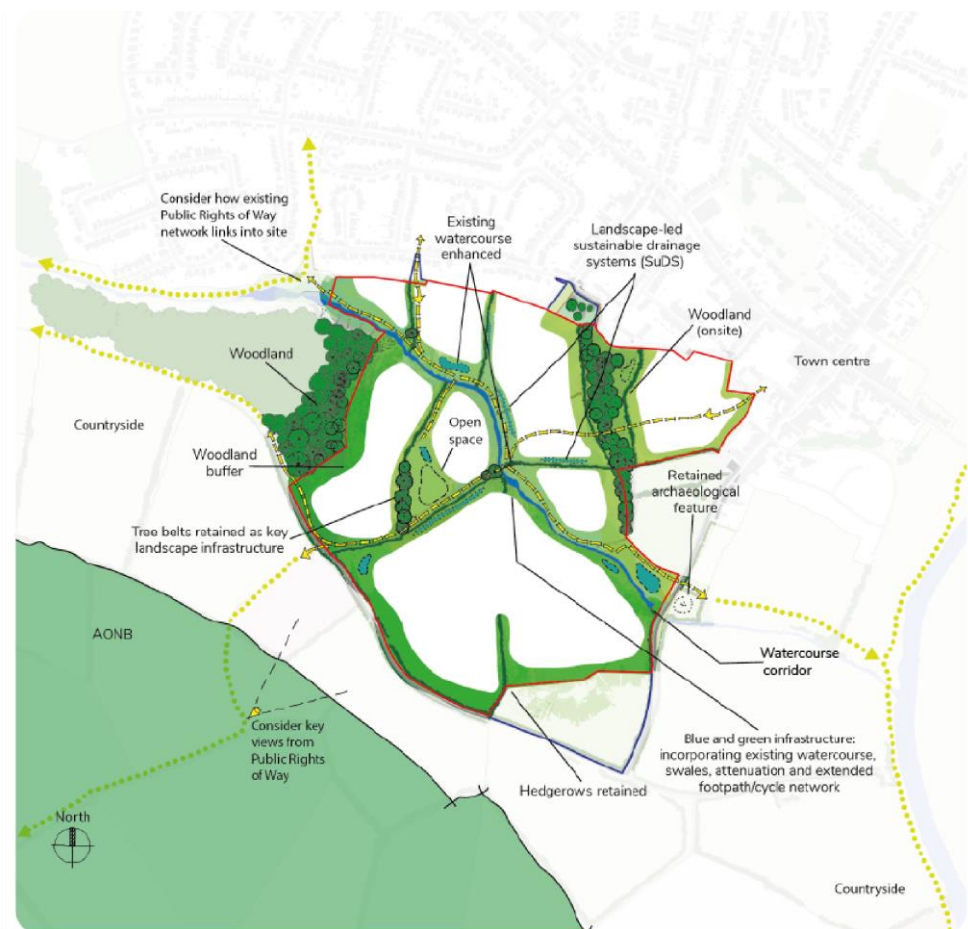 Consider how existing
Public Rights of Way
network links into site
Existing
watercourse
enhanced
Landscape-led
sustainable drainage
systems (SuDS)
Woodland
(onsite)
Town centre
Woodland
Countryside
Open
space
Woodland
buffer
Retained
archaeological
feature
Tree belts retained as key
landscape infrastructure
AONB
Watercourse
corridor
Consider key
views from
Public Rights
of Way
Blue and green infrastructure:
incorporating existing watercourse,
swales, attenuation and extended
footpath/cycle network
Hedgerows retained
North
Countryside